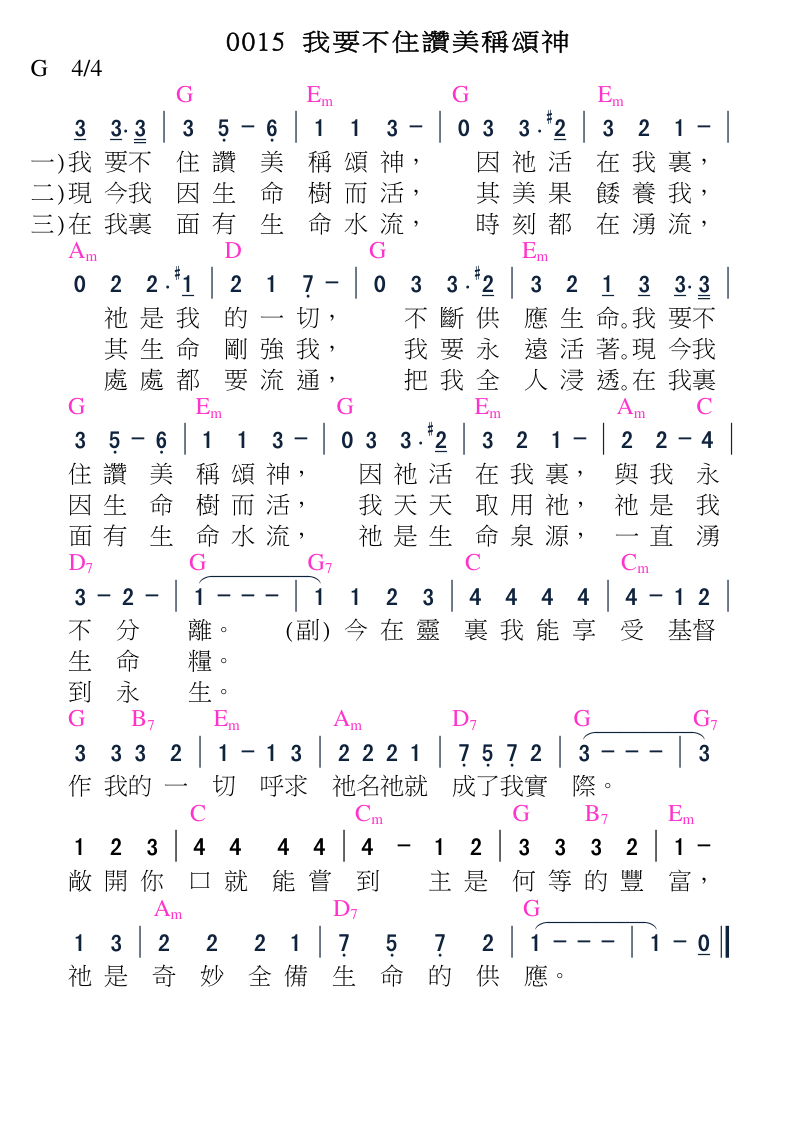 0015 我要不住讚美稱頌神
G 4/4
G Em G Em
3 3. 3 | 3 5 - 6 | 1 1 3 - | 0 3 3 . #2 | 3 2 1 - |
一)我 要不 住 讚 美 稱 頌 神， 因 祂 活 在 我 裏，
二)現 今我 因 生 命 樹 而 活， 其 美 果 餧 養 我，
三)在 我裏 面 有 生 命 水 流， 時 刻 都 在 湧 流，
Am D G Em
0 2 2 . #1 | 2 1 7 - | 0 3 3 . #2 | 3 2 1 3 3. 3 |
祂 是 我 的 一 切， 不 斷 供 應 生 命。我 要不
其 生 命 剛 強 我， 我 要 永 遠 活 著。現 今我
處 處 都 要 流 通， 把 我 全 人 浸 透。在 我裏
G Em G Em Am C
3 5 - 6 | 1 1 3 - | 0 3 3 . #2 | 3 2 1 - | 2 2 - 4 |
住 讚 美 稱 頌 神， 因 祂 活 在 我 裏， 與 我 永
因 生 命 樹 而 活， 我 天 天 取 用 祂， 祂 是 我
面 有 生 命 水 流， 祂 是 生 命 泉 源， 一 直 湧
D7 G G7 C Cm
3 - 2 - | 1 - - - | 1 1 2 3 | 4 4 4 4 | 4 - 1 2 |
不 分 離。 (副) 今 在 靈 裏 我 能 享 受 基督
生 命 糧。
到 永 生。
G B7 Em Am D7 G G7
3 3 3 2 | 1 - 1 3 | 2 2 2 1 | 7 5 7 2 | 3 - - - | 3
作 我的 一 切 呼求 祂名祂就 成了我實 際。
C Cm G B7 Em
1 2 3 | 4 4 4 4 | 4 - 1 2 | 3 3 3 2 | 1 -
敞 開 你 口 就 能 嘗 到 主 是 何 等 的 豐 富，
Am D7 G
1 3 | 2 2 2 1 | 7 5 7 2 | 1 - - - | 1 - 0 ‖
祂 是 奇 妙 全 備 生 命 的 供 應。